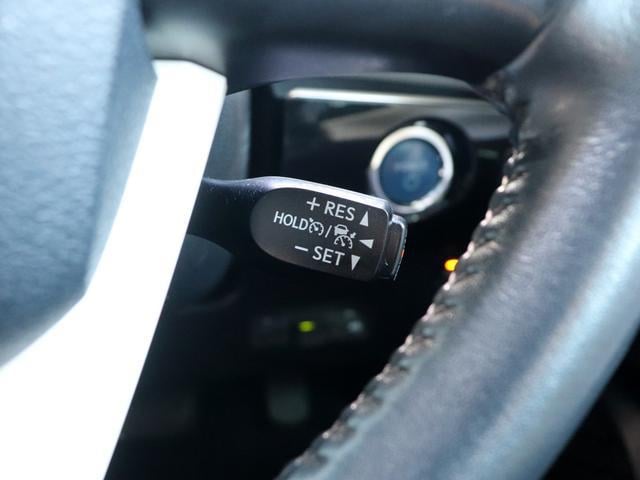 + RES ▲
HOLD / ◀
− SET ▼